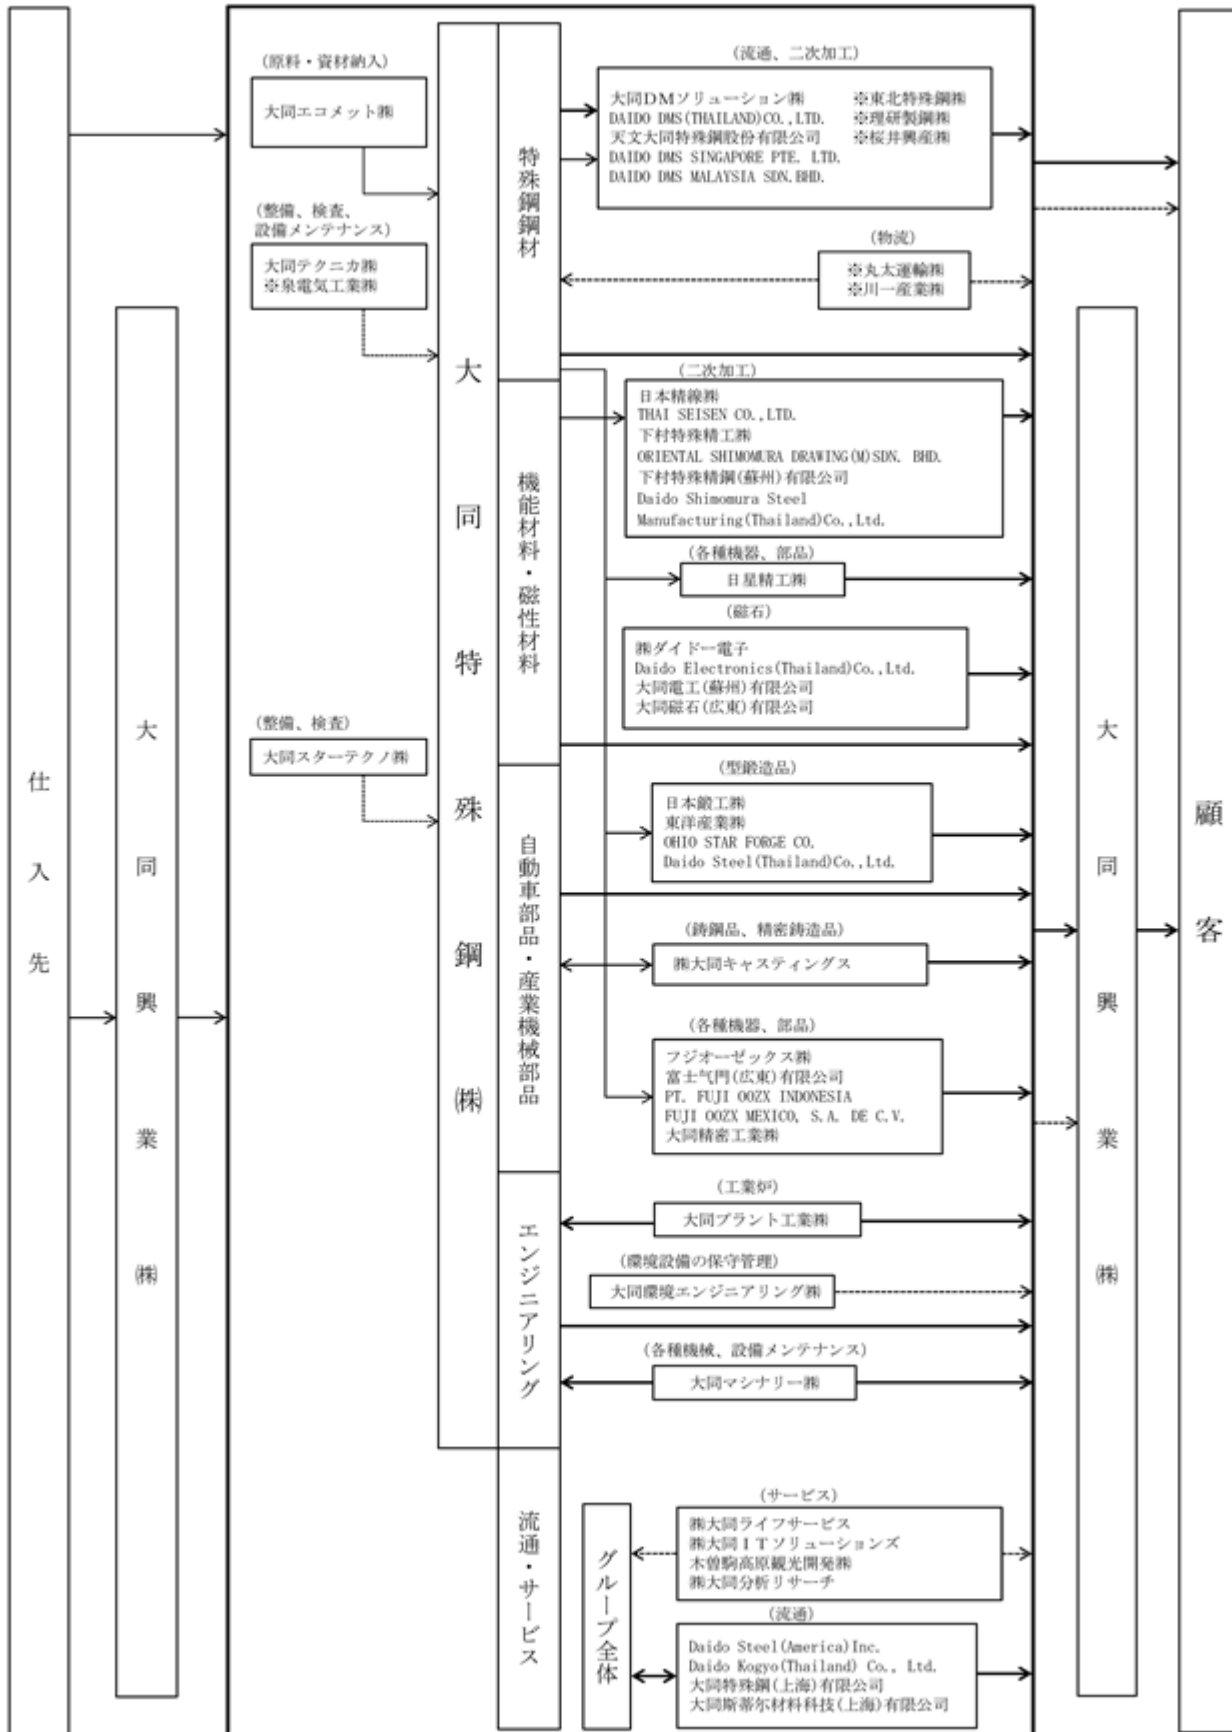 仕入先
大同興業㈱
(原料・資材納入)
大同エコメット㈱
(整備、検査、
設備メンテナンス)
大同テクニカ㈱
※泉電気工業㈱
(整備、検査)
大同スターテクノ㈱
大同特殊鋼㈱
特殊鋼鋼材
(流通、二次加工)
大同DMソリューション㈱ ※東北特殊鋼㈱
DAIDO DMS(THAILAND)CO.,LTD. ※理研製鋼㈱
天文大同特殊鋼股份有限公司 ※桜井興産㈱
DAIDO DMS SINGAPORE PTE. LTD.
DAIDO DMS MALAYSIA SDN.BHD.
(物流)
※丸太運輸㈱
※川一産業㈱
機能材料・磁性材料
(二次加工)
日本精線㈱
THAI SEISEN CO.,LTD.
下村特殊精工㈱
ORIENTAL SHIMOMURA DRAWING(M)SDN. BHD.
下村特殊精鋼(蘇州)有限公司
Daido Shimomura Steel
Manufacturing(Thailand)Co.,Ltd.
(各種機器、部品)
日星精工㈱
(磁石)
㈱ダイドー電子
Daido Electronics(Thailand)Co.,Ltd.
大同電工(蘇州)有限公司
大同磁石(広東)有限公司
自動車部品・産業機械部品
(型鍛造品)
日本鍛工㈱
東洋産業㈱
OHIO STAR FORGE CO.
Daido Steel(Thailand)Co.,Ltd.
(鋳鋼品、精密鋳造品)
㈱大同キャスティングス
(各種機器、部品)
フジオーゼックス㈱
富士气門(広東)有限公司
PT. FUJI OOZX INDONESIA
FUJI OOZX MEXICO, S.A. DE C.V.
大同精密工業㈱
エンジニアリング
(工業炉)
大同プラント工業㈱
(環境設備の保守管理)
大同環境エンジニアリング㈱
(各種機械、設備メンテナンス)
大同マシナリー㈱
流通・サービス
グループ全体
(サービス)
㈱大同ライフサービス
㈱大同ITソリューションズ
木曽駒高原観光開発㈱
㈱大同分析リサーチ
(流通)
Daido Steel(America)Inc.
Daido Kogyo(Thailand) Co., Ltd.
大同特殊鋼(上海)有限公司
大同斯蒂尔材料科技(上海)有限公司
大同興業㈱
顧客